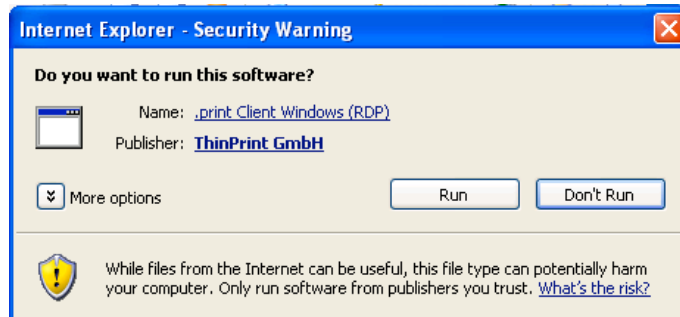 Internet Explorer - Security Warning
Do you want to run this software?
Name: .print Client Windows (RDP)
Publisher: ThinPrint GmbH
More options
Run
Don't Run
While files from the Internet can be useful, this file type can potentially harm
your computer. Only run software from publishers you trust. What's the risk?